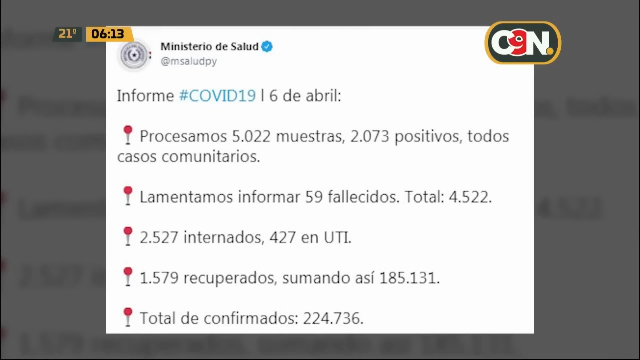 21º 06:13
C9N.
Ministerio de Salud
@msaludpy
Informe #COVID19 | 6 de abril:
Procesamos 5.022 muestras, 2.073 positivos, todos
casos comunitarios.
Lamentamos informar 59 fallecidos. Total: 4.522.
2.527 internados, 427 en UTI.
1.579 recuperados, sumando así 185.131.
Total de confirmados: 224.736.